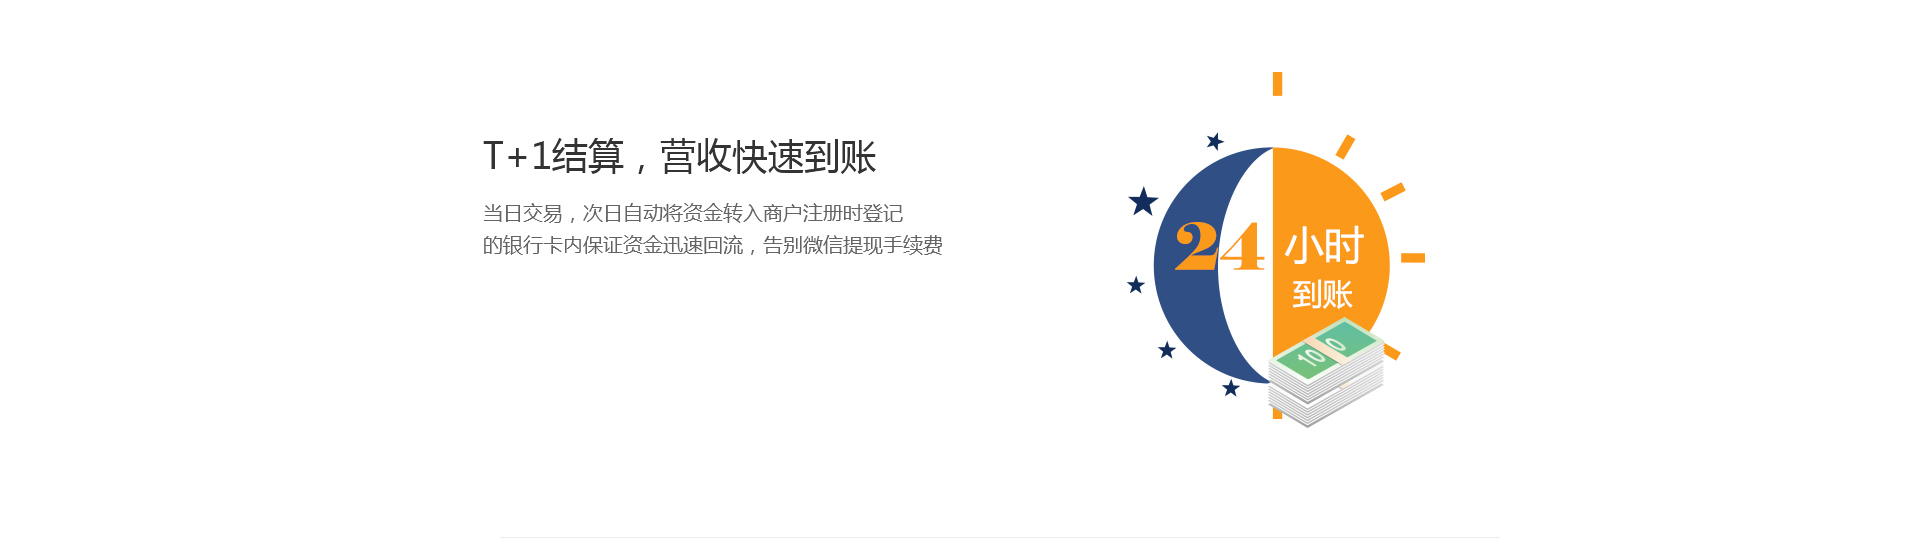 T+1结算，营收快速到账
当日交易，次日自动将资金转入商户注册时登记
的银行卡内保证资金迅速回流，告别微信提现手续费
24 小时
到账
100